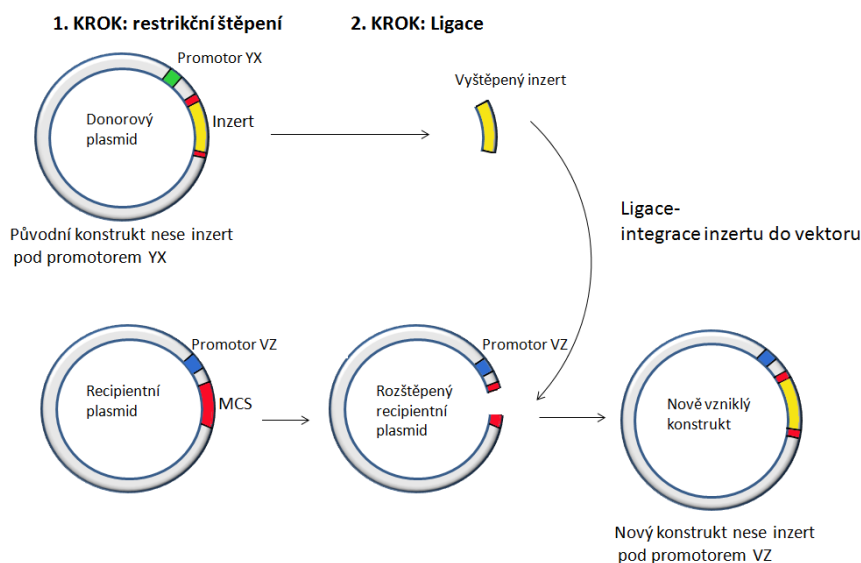 1. KROK: restrikční štěpení
2. KROK: Ligace
Promotor YX
Donorový
plasmid
Inzert
Vyštěpený inzert
Původní konstrukt nese inzert
pod promotorem YX
Ligace-
integrace inzertu do vektoru
Promotor VZ
Recipientní
plasmid
MCS
Promotor VZ
Rozštěpený
recipientní
plasmid
Nově vzniklý
konstrukt
Nový konstrukt nese inzert
pod promotorem VZ